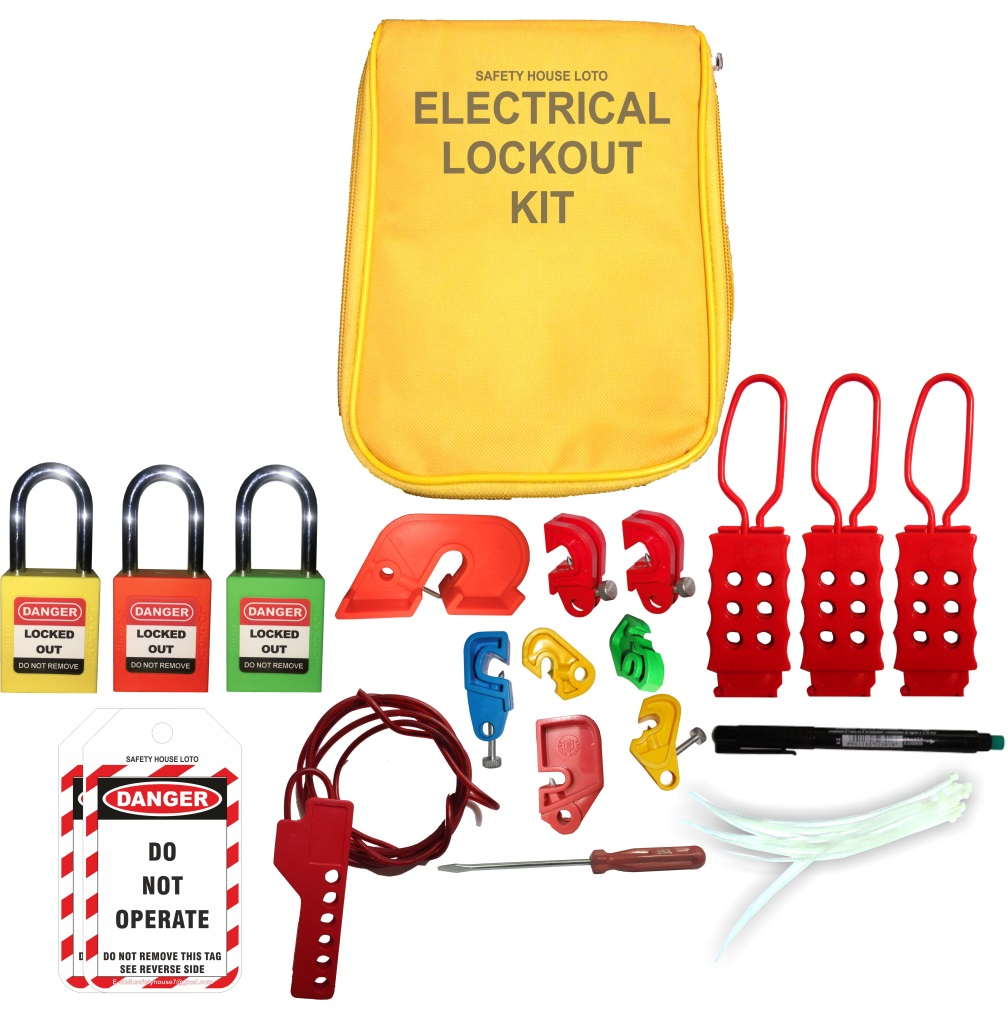 SAFETY HOUSE LOTO
ELECTRICAL
LOCKOUT
KIT
DANGER
LOCKED
OUT
DO NOT REMOVE
DANGER
LOCKED
OUT
DO NOT REMOVE
DANGER
LOCKED
OUT
DO NOT REMOVE
SAFETY HOUSE LOTO
DANGER
DO
NOT
OPERATE
DO NOT REMOVE THIS TAG
SEE REVERSE SIDE